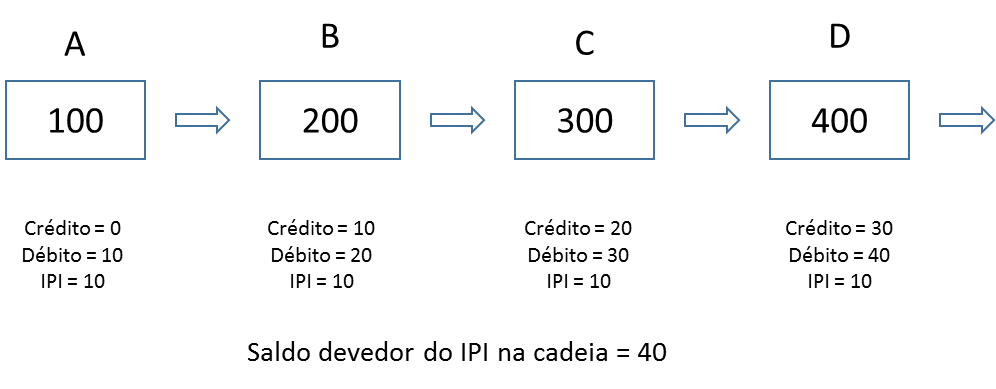 A
B
C
D
100
200
300
400
Crédito = 0
Débito = 10
IPI = 10
Crédito = 10
Débito = 20
IPI = 10
Crédito = 20
Débito = 30
IPI = 10
Crédito = 30
Débito = 40
IPI = 10
Saldo devedor do IPI na cadeia = 40